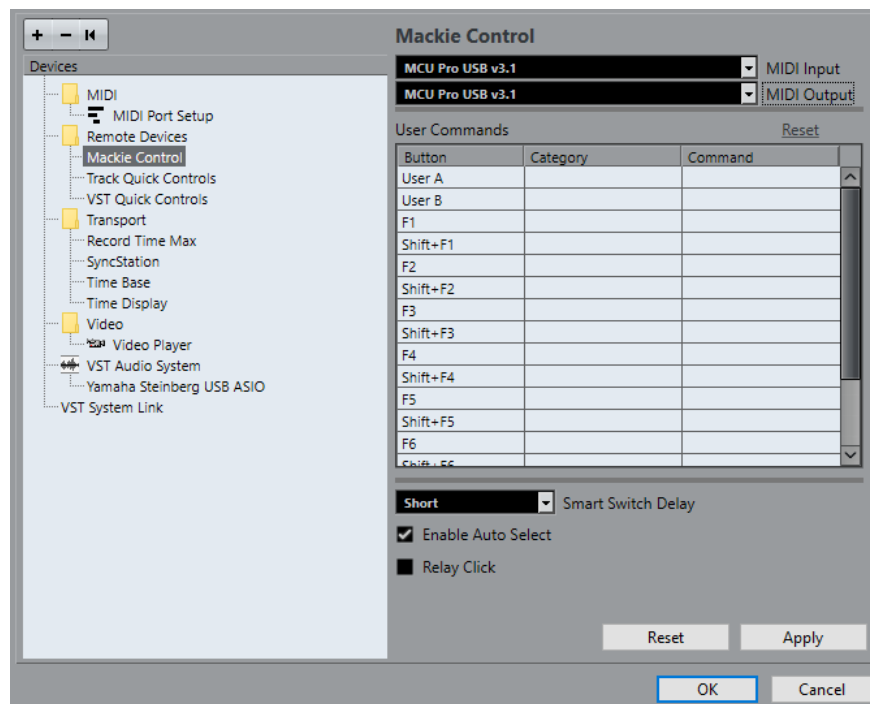 + −
Devices
MIDI
MIDI Port Setup
Remote Devices
Mackie Control
Track Quick Controls
VST Quick Controls
Transport
Record Time Max
SyncStation
Time Base
Time Display
Video
Video Player
VST Audio System
Yamaha Steinberg USB ASIO
VST System Link
Mackie Control
MCU Pro USB v3.1 MIDI Input
MCU Pro USB v3.1 MIDI Output
User Commands Reset
Button Category Command
User A
User B
F1
Shift+F1
F2
Shift+F2
F3
Shift+F3
F4
Shift+F4
F5
Shift+F5
F6
Shift+F6
Short Smart Switch Delay
Enable Auto Select
Relay Click
Reset Apply
OK Cancel